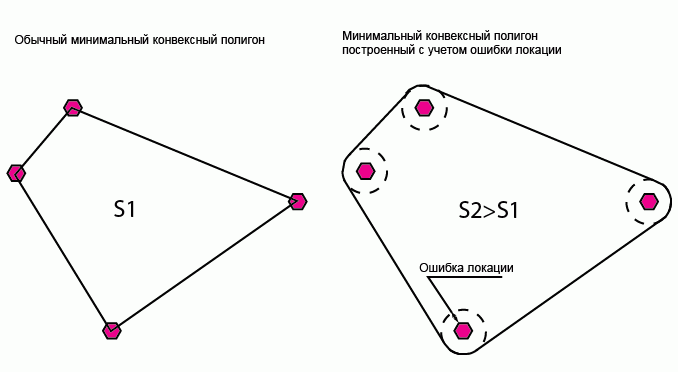 Обычный минимальный конвексный полигон
Минимальный конвексный полигон
построенный с учетом ошибки локации
S1
S2>S1
Ошибка локации